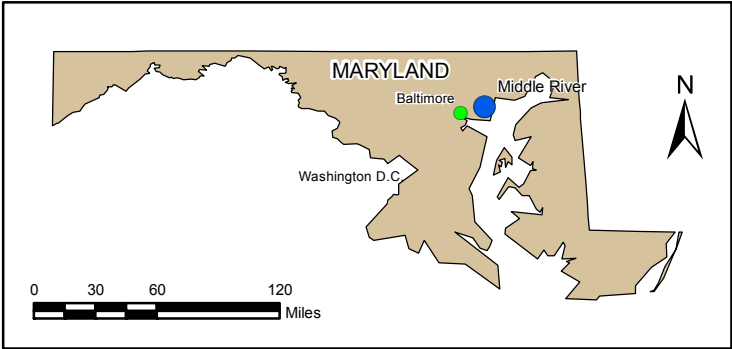 MARYLAND
Middle River
Baltimore
N
Washington D.C.
0 30 60 120
Miles